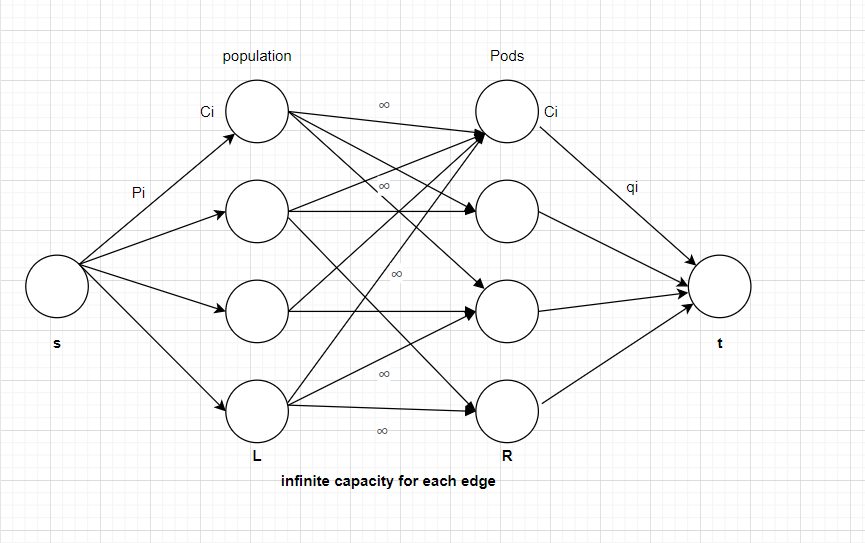 population
Pods
∞
Ci
Ci
Pi
∞
qi
∞
s
t
∞
∞
L
R
infinite capacity for each edge